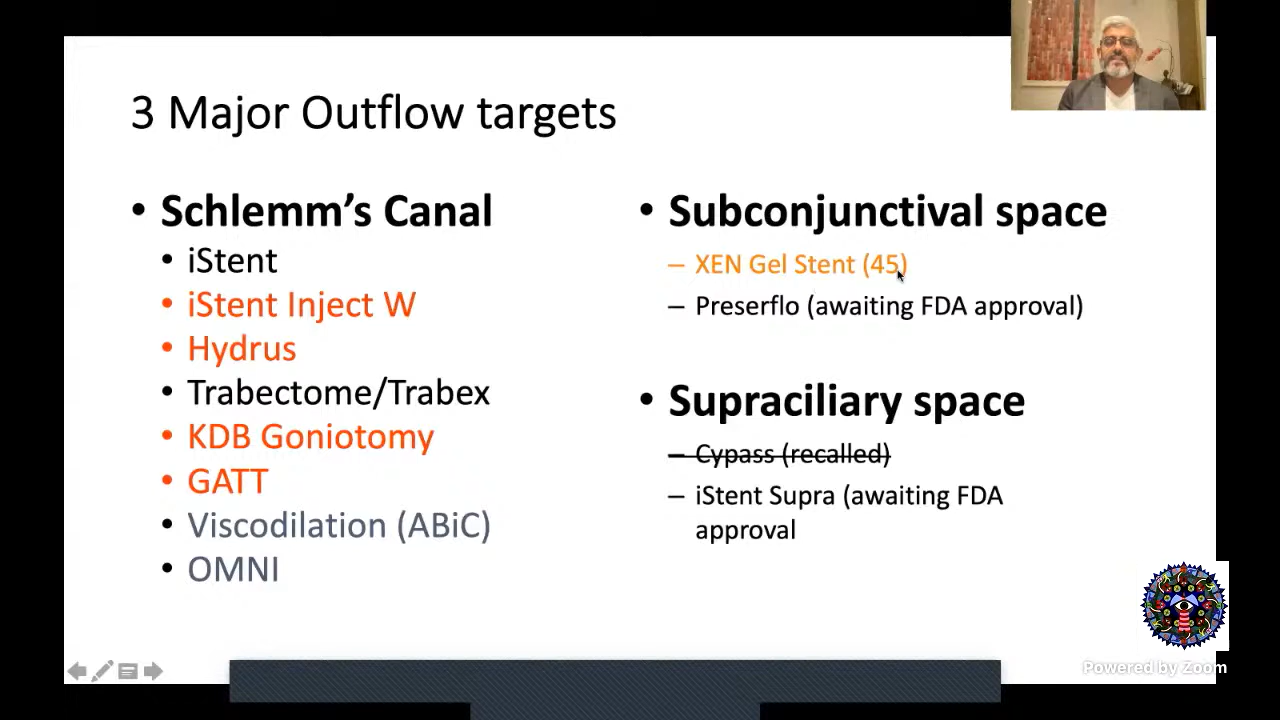 3 Major Outflow targets
• Schlemm's Canal
• iStent
• iStent Inject W
• Hydrus
• Trabectome/Trabex
• KDB Goniotomy
• GATT
• Viscodilation (ABiC)
• OMNI
• Subconjunctival space
– XEN Gel Stent (45)
– Preserflo (awaiting FDA approval)
• Supraciliary space
– Cypass (recalled)
– iStent Supra (awaiting FDA
approval
Powered by Zoom